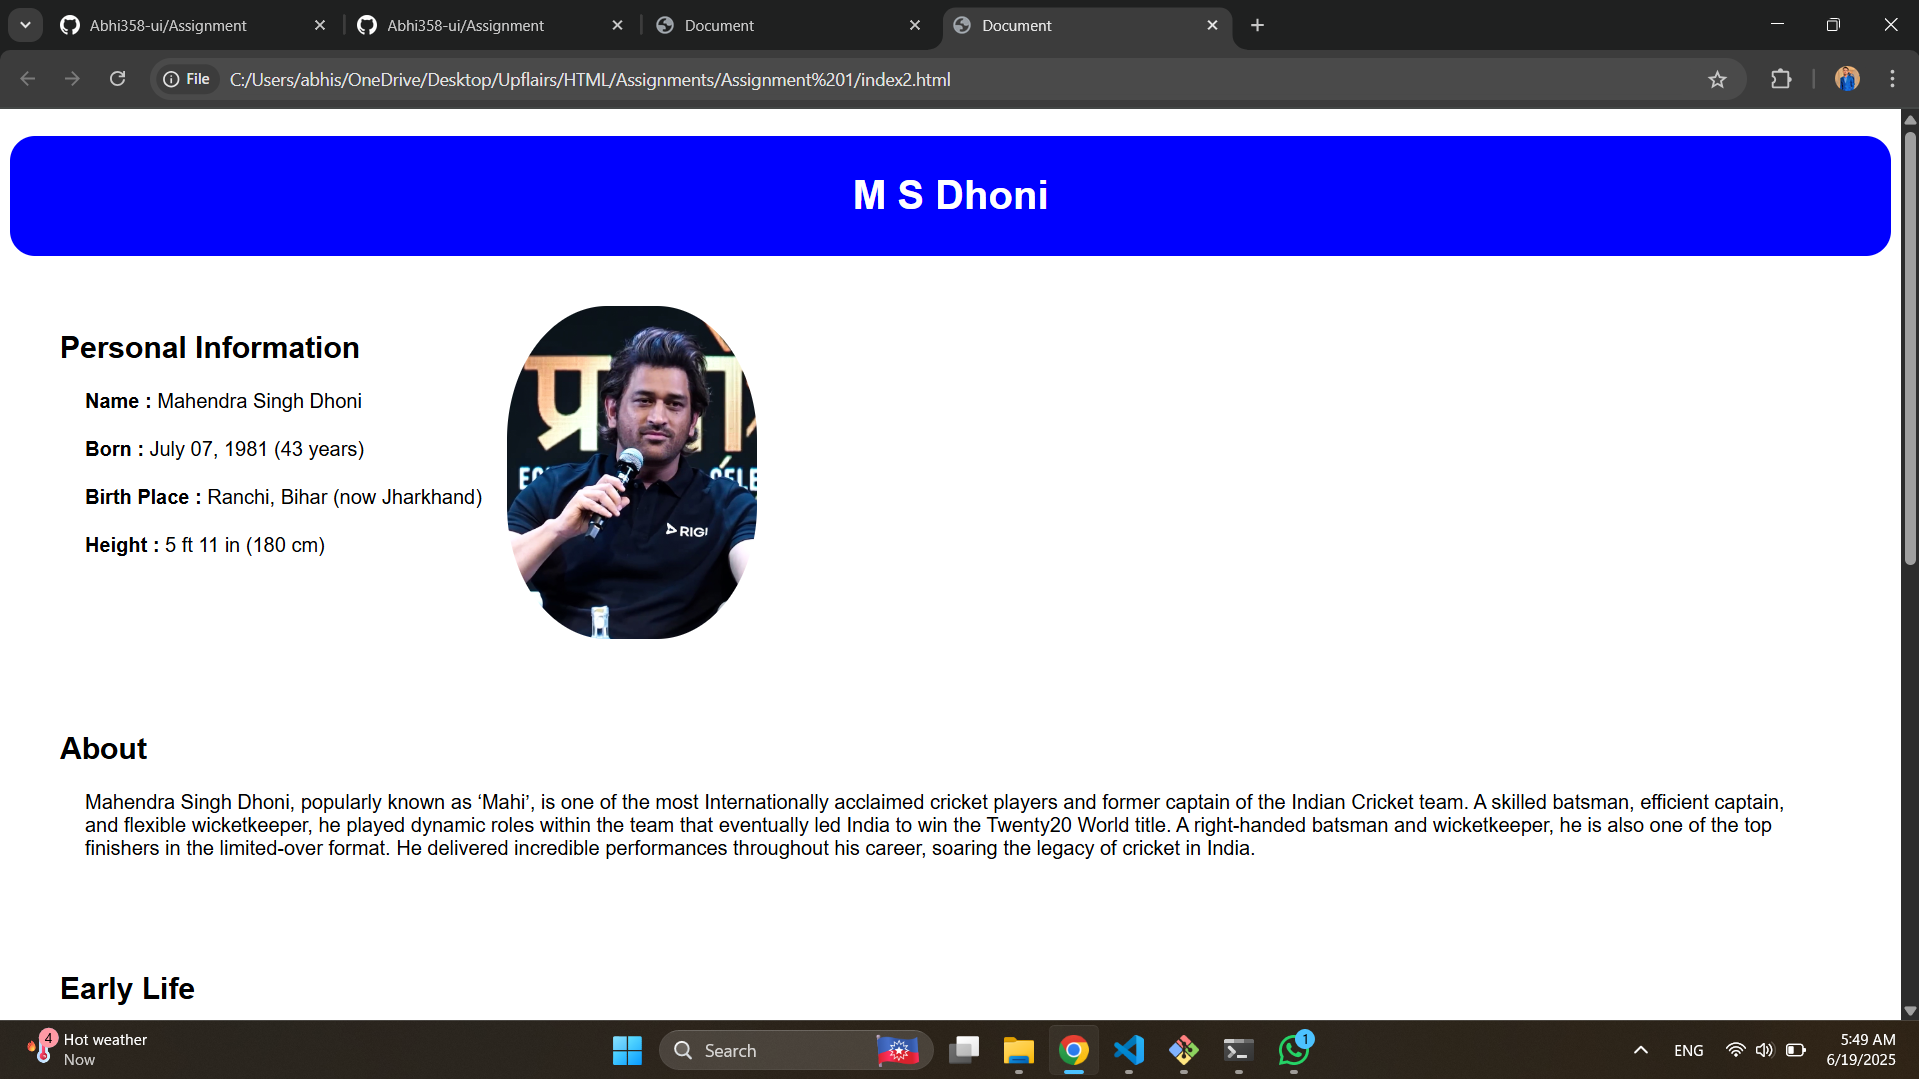 Abhi358-ui/Assignment
Abhi358-ui/Assignment
Document
Document
File
C:/Users/abhis/OneDrive/Desktop/Upflairs/HTML/Assignments/Assignment%201/index2.html
M S Dhoni
Personal Information
Name : Mahendra Singh Dhoni
Born : July 07, 1981 (43 years)
Birth Place : Ranchi, Bihar (now Jharkhand)
Height : 5 ft 11 in (180 cm)
RIGI
About
Mahendra Singh Dhoni, popularly known as ‘Mahi’, is one of the most Internationally acclaimed cricket players and former captain of the Indian Cricket team. A skilled batsman, efficient captain,
and flexible wicketkeeper, he played dynamic roles within the team that eventually led India to win the Twenty20 World title. A right-handed batsman and wicketkeeper, he is also one of the top
finishers in the limited-over format. He delivered incredible performances throughout his career, soaring the legacy of cricket in India.
Early Life
4
Hot weather
Now
Search
1
ENG
5:49 AM
6/19/2025